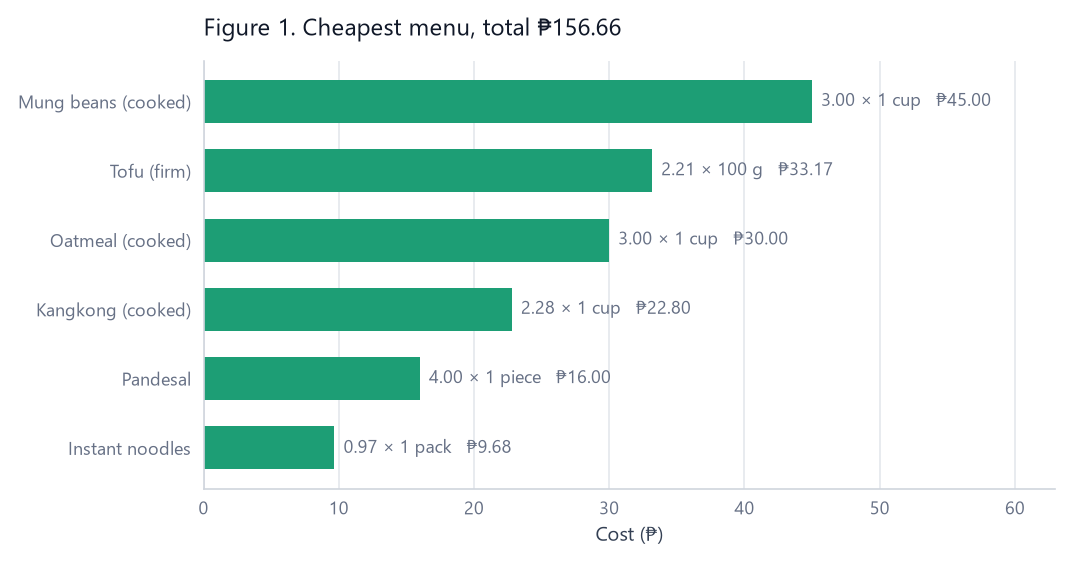 Figure 1. Cheapest menu, total ₱156.66
Mung beans (cooked) 3.00 × 1 cup ₱45.00
Tofu (firm) 2.21 × 100 g ₱33.17
Oatmeal (cooked) 3.00 × 1 cup ₱30.00
Kangkong (cooked) 2.28 × 1 cup ₱22.80
Pandesal 4.00 × 1 piece ₱16.00
Instant noodles 0.97 × 1 pack ₱9.68
0 10 20 30 40 50 60
Cost (₱)